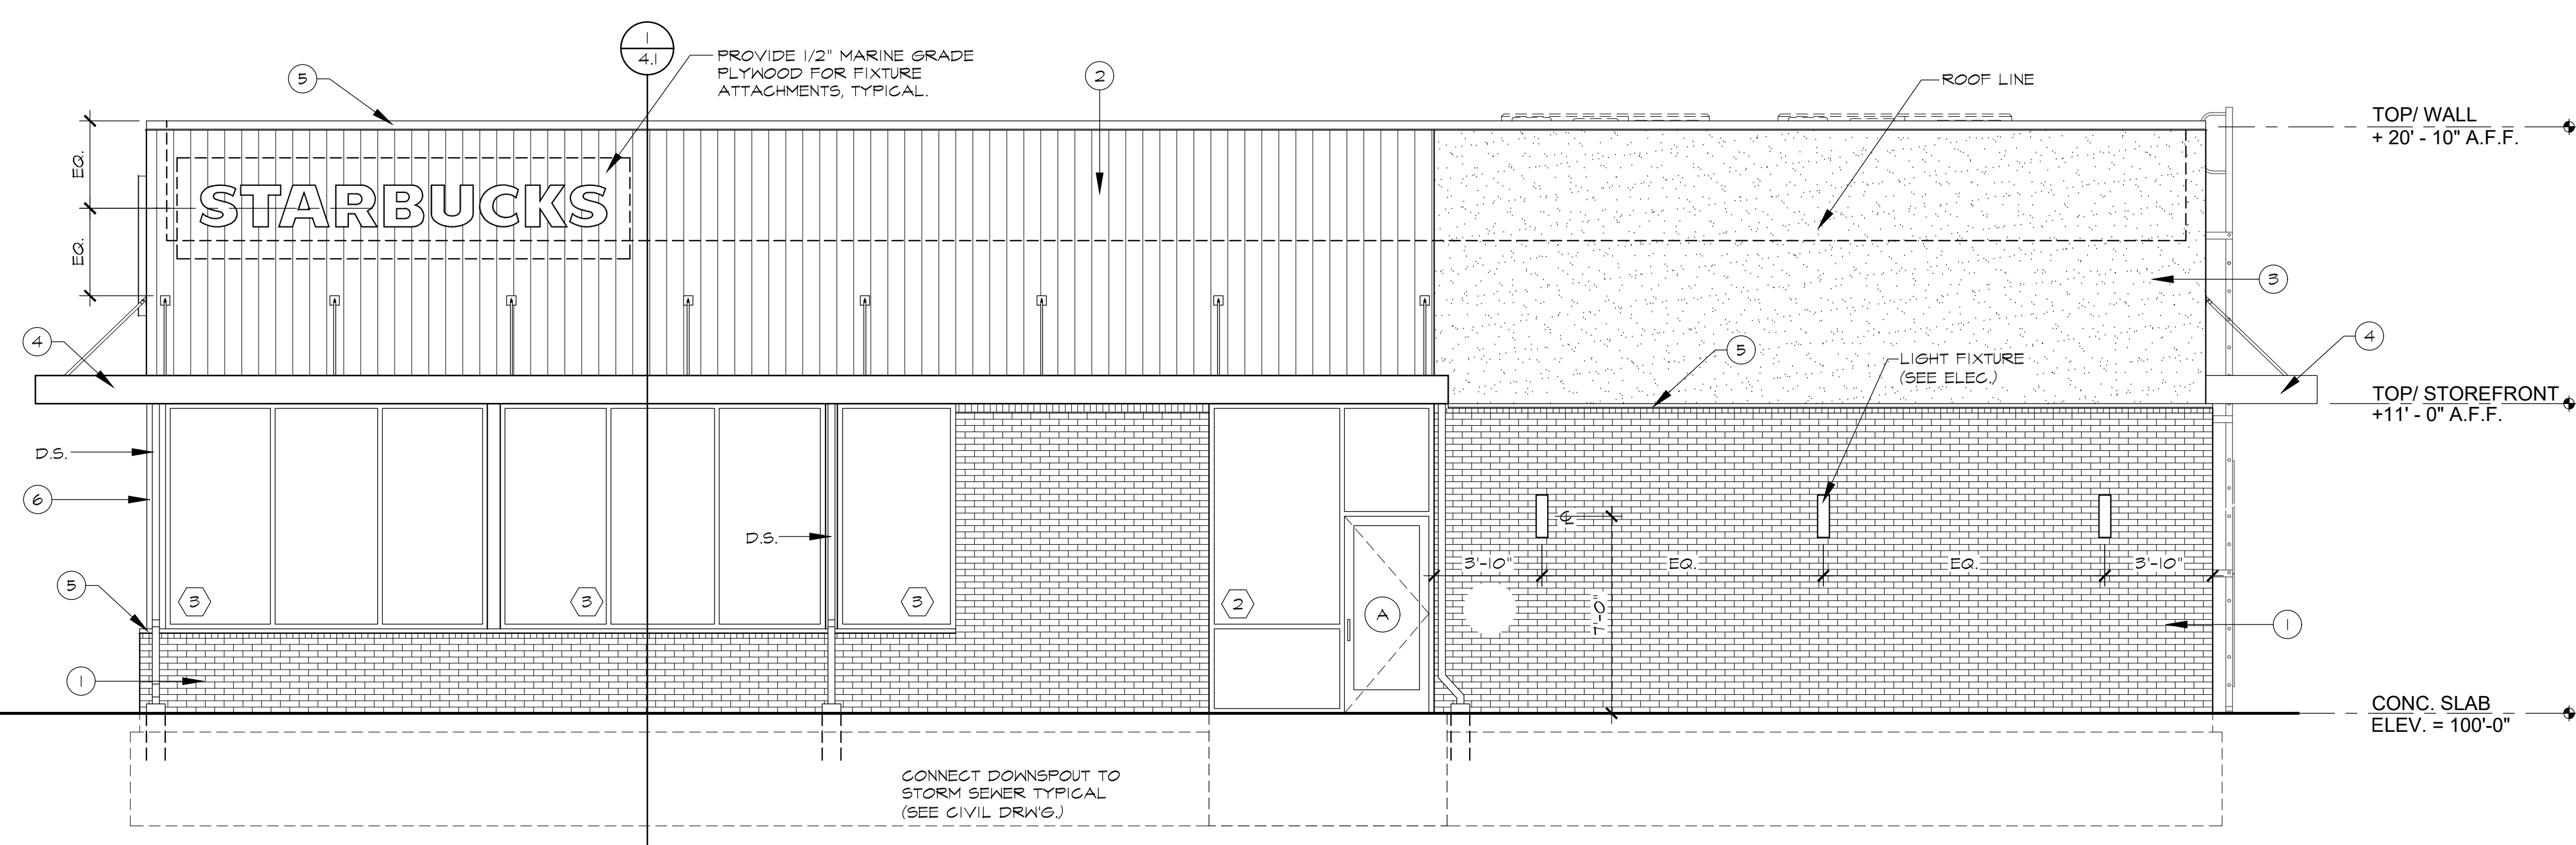 1
4.1
PROVIDE 1/2" MARINE GRADE
PLYWOOD FOR FIXTURE
ATTACHMENTS, TYPICAL.
5
2
ROOF LINE
TOP/ WALL
+ 20' - 10" A.F.F.
EQ.
EQ.
STARBUCKS
3
4
5
LIGHT FIXTURE
(SEE ELEC.)
4
TOP/ STOREFRONT
+11' - 0" A.F.F.
D.S.
6
D.S.
℄
3'-10"
EQ.
EQ.
3'-10"
7'-0"
5
3
3
3
2
A
1
1
CONC. SLAB
ELEV. = 100'-0"
CONNECT DOWNSPOUT TO
STORM SEWER TYPICAL
(SEE CIVIL DRW'G.)